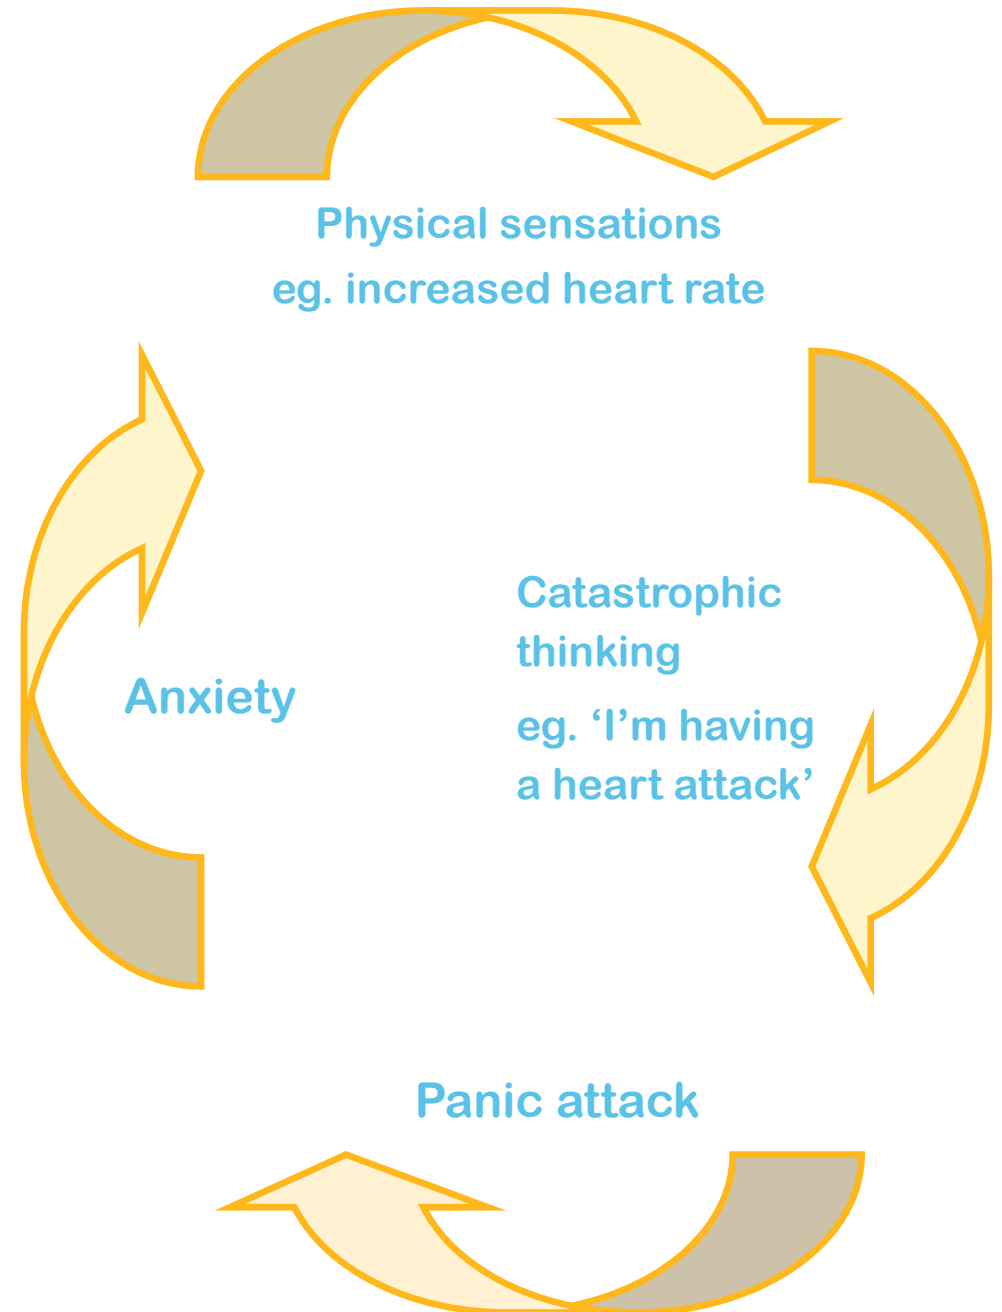 Physical sensations
eg. increased heart rate
Catastrophic
thinking
eg. ‘I’m having
a heart attack’
Anxiety
Panic attack